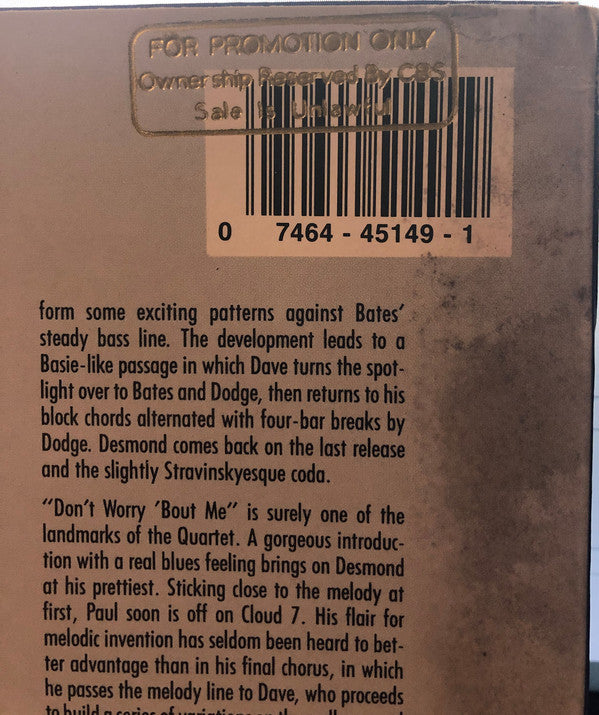 FOR PROMOTION ONLY
Ownership Reserved By CBS
Sale Is Unlawful
0 7464 - 45149 - 1
form some exciting patterns against Bates'
steady bass line. The development leads to a
Basie-like passage in which Dave turns the spot-
light over to Bates and Dodge, then returns to his
block chords alternated with four-bar breaks by
Dodge. Desmond comes back on the last release
and the slightly Stravinskyesque coda.
"Don't Worry 'Bout Me" is surely one of the
landmarks of the Quartet. A gorgeous introduc-
tion with a real blues feeling brings on Desmond
at his prettiest. Sticking close to the melody at
first, Paul soon is off on Cloud 7. His flair for
melodic invention has seldom been heard to bet-
ter advantage than in his final chorus, in which
he passes the melody line to Dave, who proceeds
to build a series of variations on the